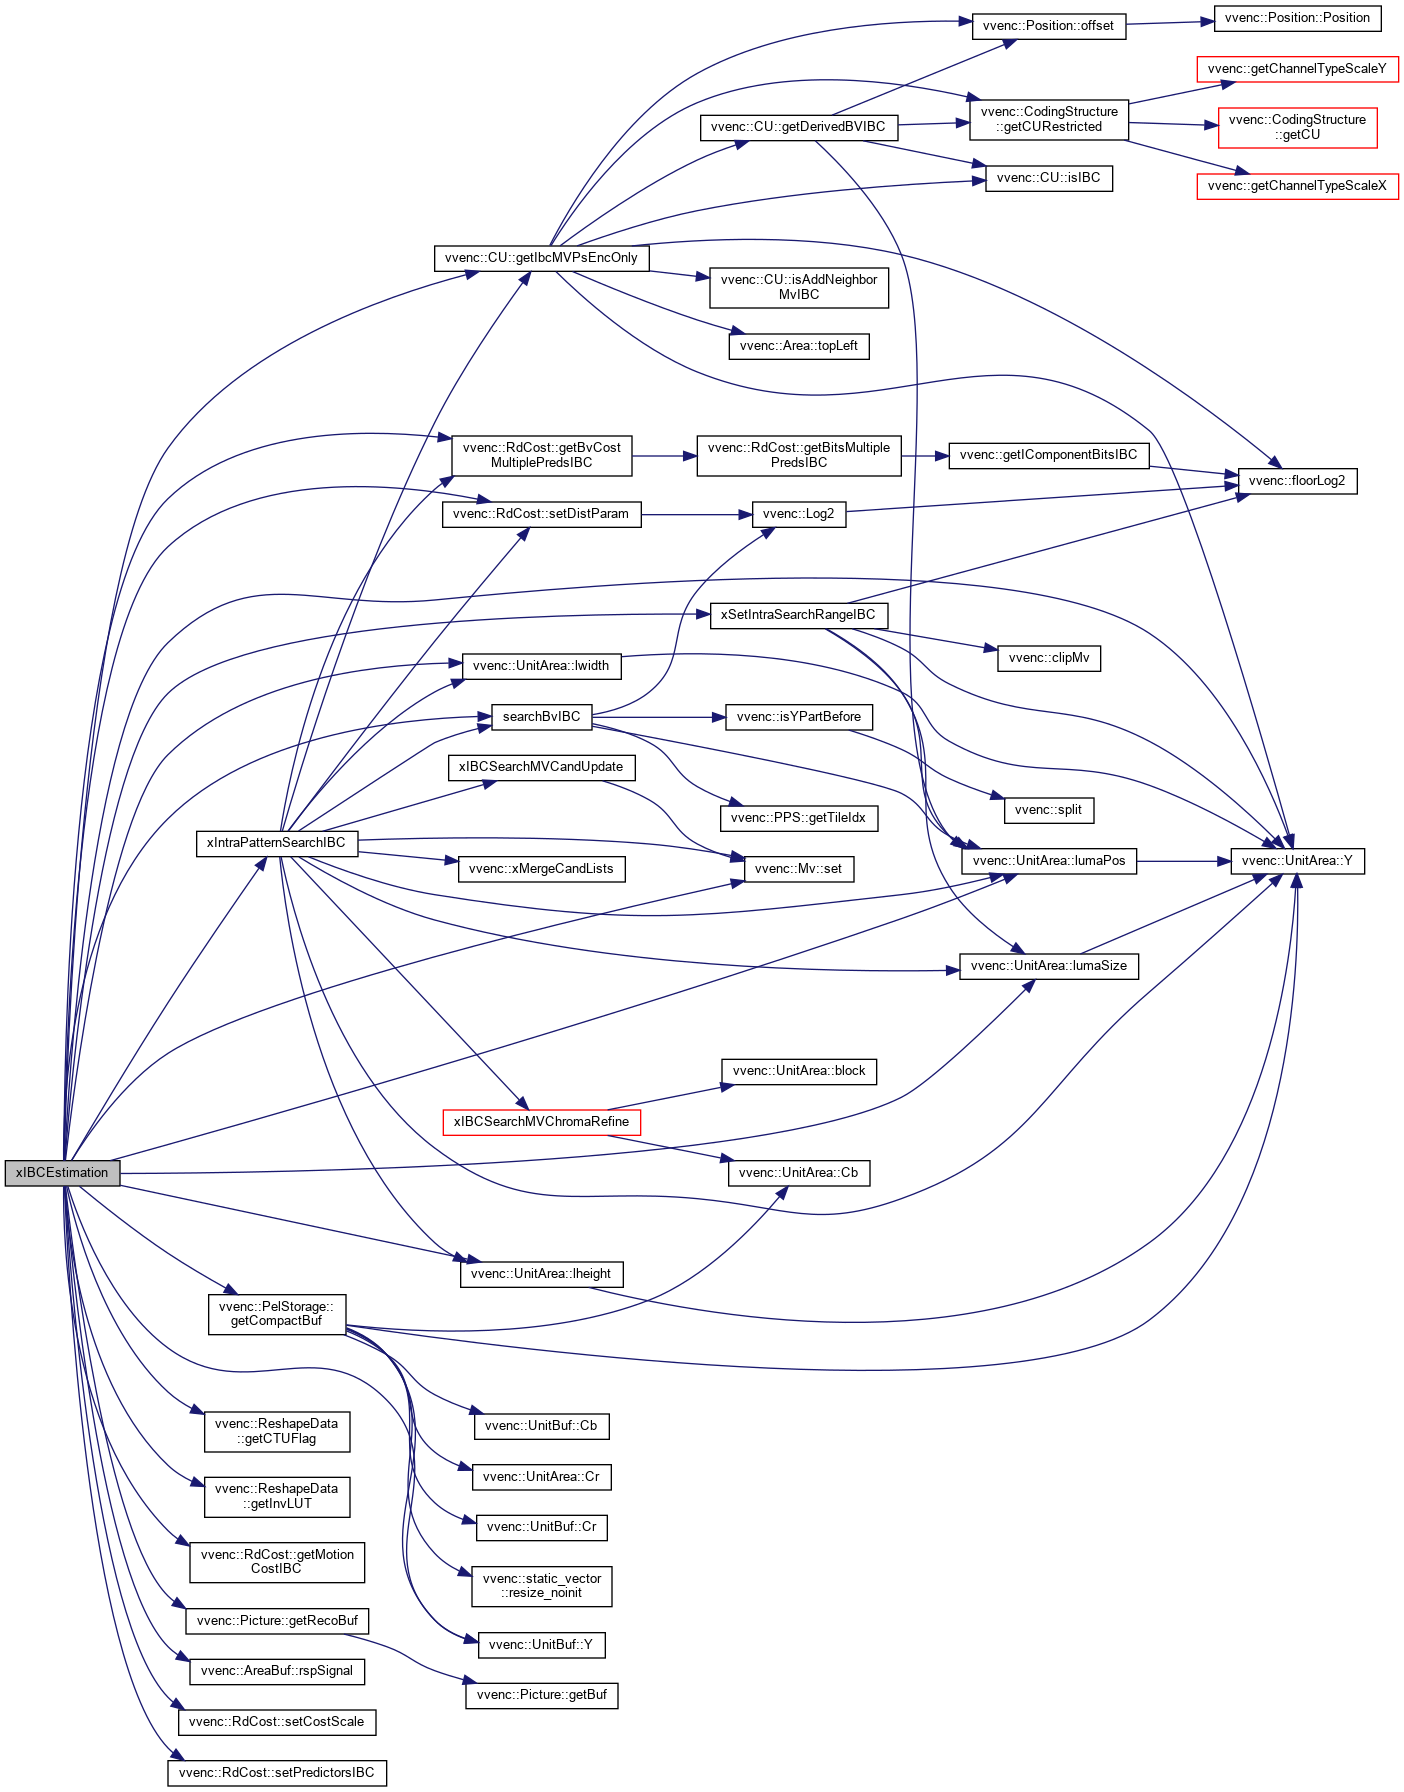 vvenc::Position::Position
vvenc::Position::offset
vvenc::getChannelTypeScaleY
vvenc::CodingStructure
::getCURestricted
vvenc::CU::getDerivedBVIBC
vvenc::CodingStructure
::getCU
vvenc::CU::isIBC
vvenc::getChannelTypeScaleX
vvenc::CU::getIbcMVPsEncOnly
vvenc::CU::isAddNeighbor
MvIBC
vvenc::Area::topLeft
vvenc::RdCost::getBvCost
MultiplePredsIBC
vvenc::RdCost::getBitsMultiple
PredsIBC
vvenc::getIComponentBitsIBC
vvenc::floorLog2
vvenc::RdCost::setDistParam
vvenc::Log2
xSetIntraSearchRangeIBC
vvenc::clipMv
vvenc::UnitArea::lwidth
searchBvIBC
vvenc::isYPartBefore
xIBCSearchMVCandUpdate
vvenc::split
vvenc::PPS::getTileIdx
xIntraPatternSearchIBC
vvenc::xMergeCandLists
vvenc::Mv::set
vvenc::UnitArea::lumaPos
vvenc::UnitArea::Y
vvenc::UnitArea::lumaSize
vvenc::UnitArea::block
xIBCSearchMVChromaRefine
xIBCEstimation
vvenc::UnitArea::Cb
vvenc::UnitArea::lheight
vvenc::PelStorage::
getCompactBuf
vvenc::ReshapeData
::getCTUFlag
vvenc::UnitBuf::Cb
vvenc::UnitArea::Cr
vvenc::ReshapeData
::getInvLUT
vvenc::UnitBuf::Cr
vvenc::RdCost::getMotion
CostIBC
vvenc::static_vector
::resize_noinit
vvenc::Picture::getRecoBuf
vvenc::UnitBuf::Y
vvenc::AreaBuf::rspSignal
vvenc::Picture::getBuf
vvenc::RdCost::setCostScale
vvenc::RdCost::setPredictorsIBC